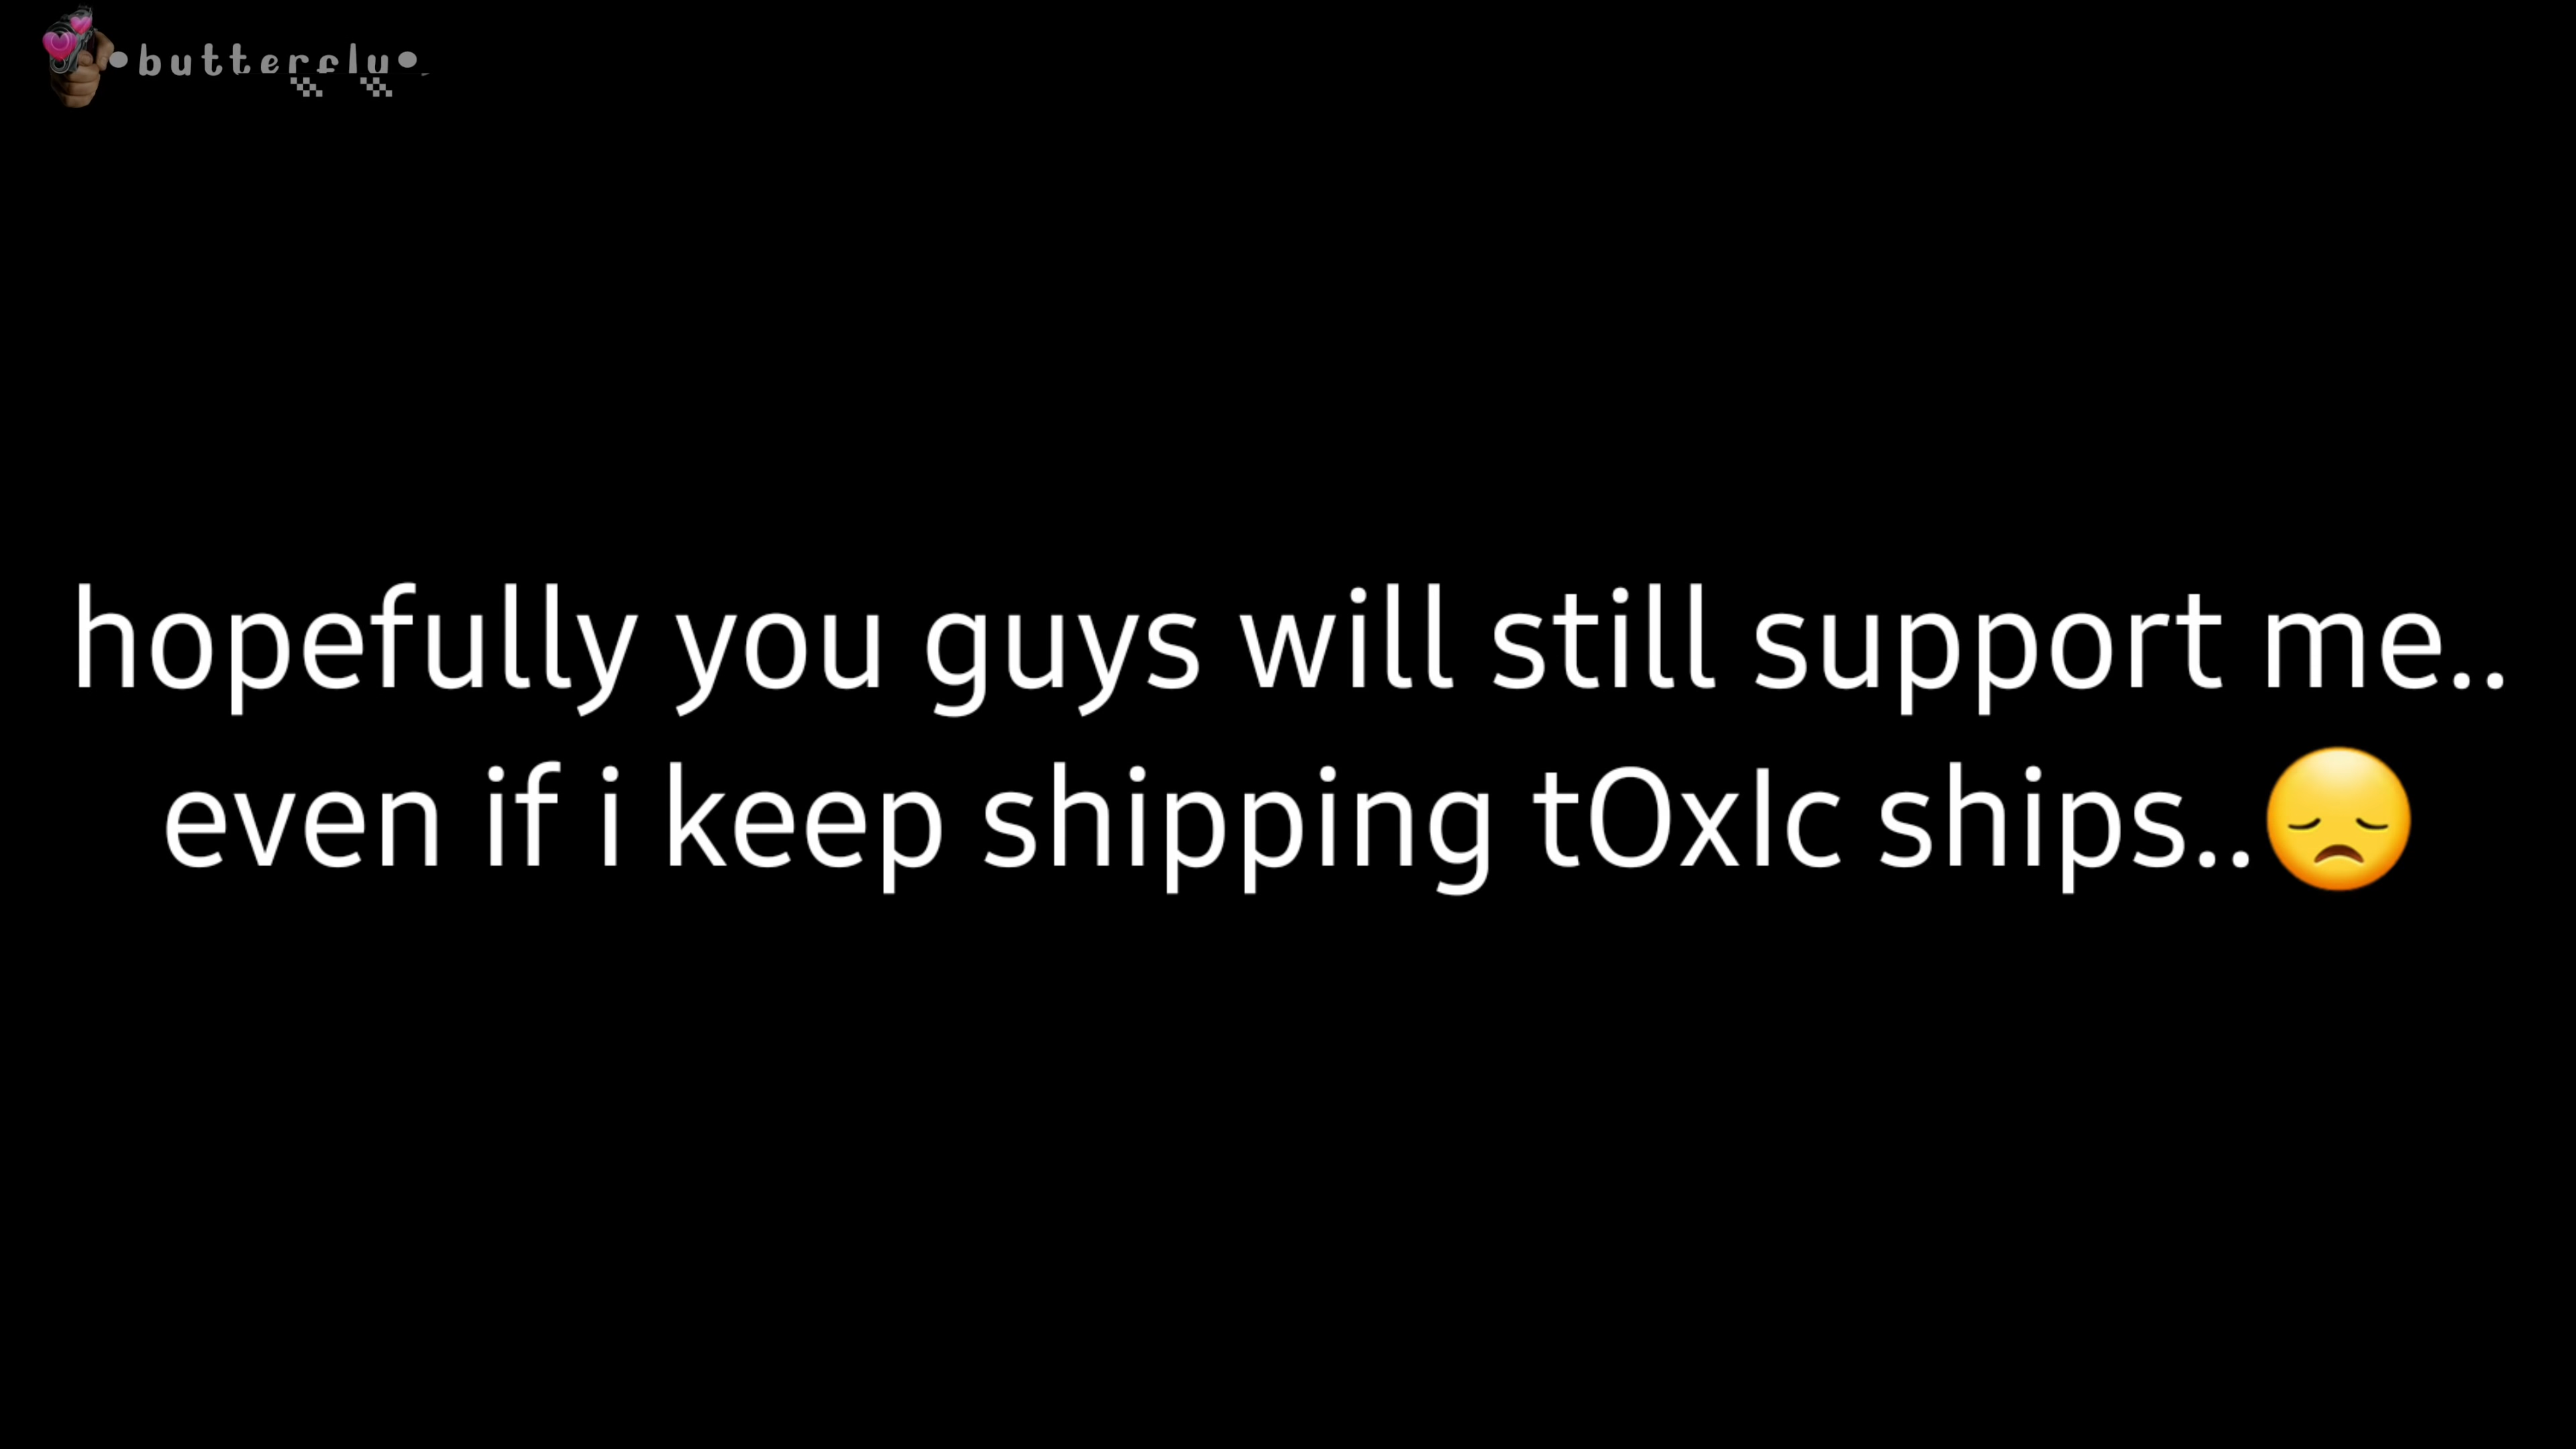 •butterfly•
hopefully you guys will still support me..
even if i keep shipping tOxIc ships..😞